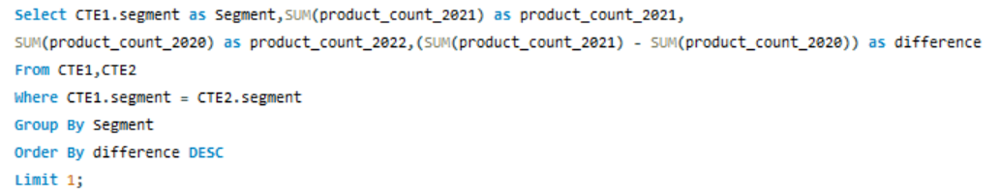 Select CTE1.segment as Segment,SUM(product_count_2021) as product_count_2021,
SUM(product_count_2020) as product_count_2022,(SUM(product_count_2021) - SUM(product_count_2020)) as difference
From CTE1,CTE2
Where CTE1.segment = CTE2.segment
Group By Segment
Order By difference DESC
Limit 1;